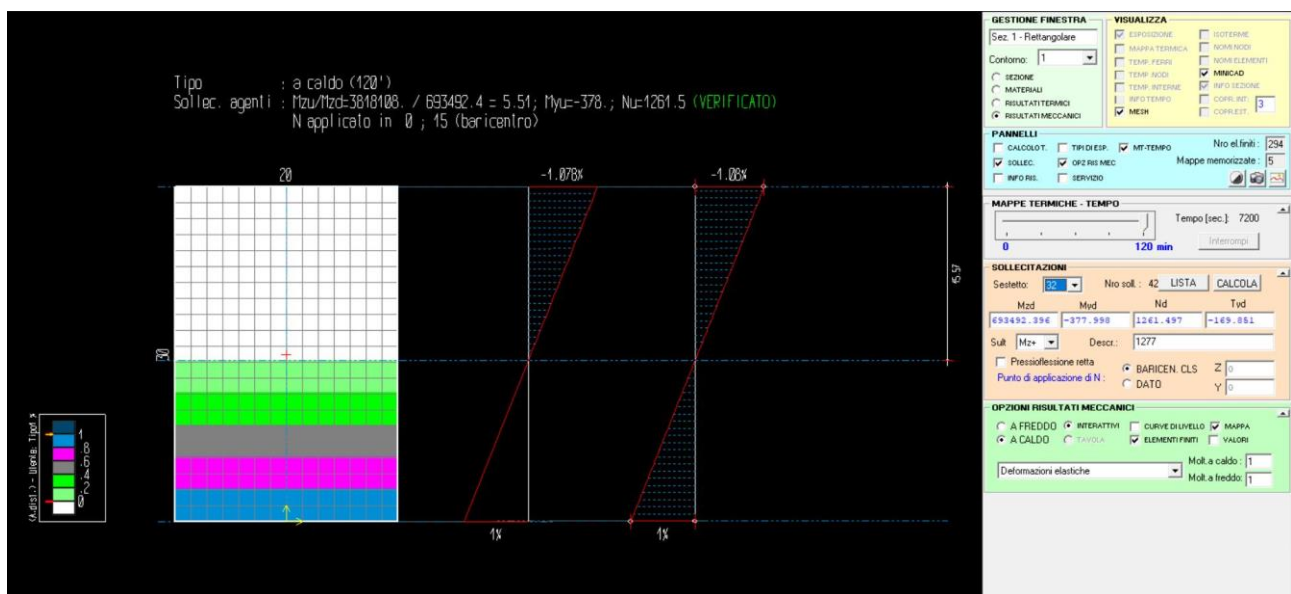 Tipo : a caldo (120')
Sollec. agenti : Mzu/Mzd=3818108. / 693492.4 = 5.51; Myu=-378.; Nu=1261.5 (VERIFICATO)
N applicato in 0 ; 15 (baricentro)
20
-1.078%
-1.08%
15.57
30
1%
1%
(A.dist.) - Utente: Tipo1 %
1
.8
.6
.4
.2
0
GESTIONE FINESTRA
Sez. 1 - Rettangolare
Contorno: 1
SEZIONE
MATERIALI
RISULTATI TERMICI
RISULTATI MECCANICI
VISUALIZZA
ESPOSIZIONE
ISOTERME
MAPPA TERMICA
NOMI NODI
TEMP. FERRI
NOMI ELEMENTI
TEMP. NODI
MINICAD
TEMP. INTERNE
INFO SEZIONE
INFO TEMPO
COPR. INT.: 3
MESH
COPR.EST.
PANNELLI
CALCOLO T.
TIPI DI ESP.
MT-TEMPO
Nro el.finiti : 294
SOLLEC.
OPZ RIS MEC
Mappe memorizzate : 5
INFO RIS.
SERVIZIO
MAPPE TERMICHE - TEMPO
Tempo [sec.]: 7200
0
120 min
Interrompi
SOLLECITAZIONI
Sestetto: 32
Nro soll. : 42
LISTA
CALCOLA
Mzd Myd Nd Tyd
693492.396 -377.998 1261.497 -169.851
Sult Mz+
Descr.: 1277
Pressioflessione retta
Punto di applicazione di N :
BARICEN. CLS
Z 0
DATO
Y 0
OPZIONI RISULTATI MECCANICI
A FREDDO
INTERATTIVI
CURVE DI LIVELLO
MAPPA
A CALDO
TAVOLA
ELEMENTI FINITI
VALORI
Deformazioni elastiche
Molt.a caldo : 1
Molt.a freddo: 1